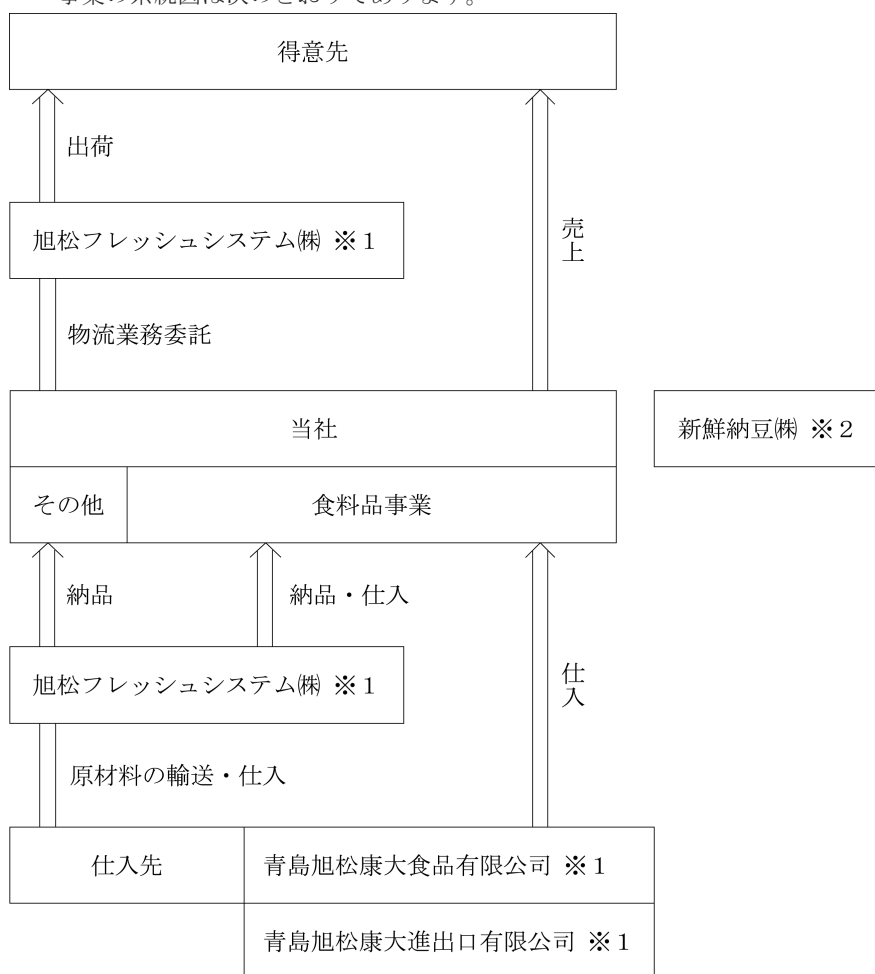 事業の系統図は次のとおりであります。
得意先
出荷
旭松フレッシュシステム㈱ ※１
売上
物流業務委託
当社
新鮮納豆㈱ ※２
その他
食料品事業
納品
納品・仕入
旭松フレッシュシステム㈱ ※１
仕入
原材料の輸送・仕入
仕入先
青島旭松康大食品有限公司 ※１
青島旭松康大進出口有限公司 ※１